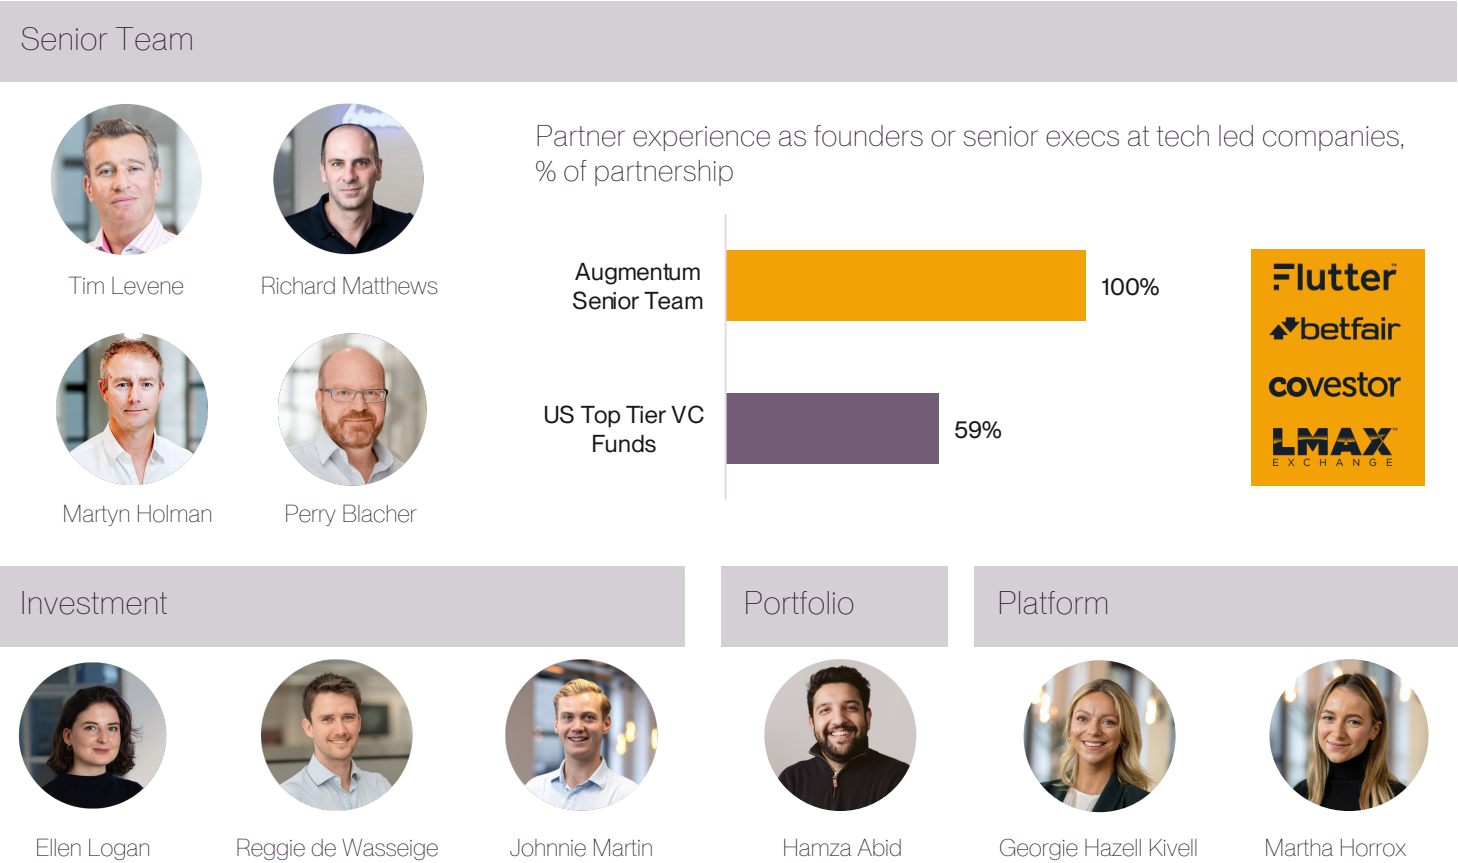 Senior Team
Partner experience as founders or senior execs at tech led companies,
% of partnership
Tim Levene
Richard Matthews
Martyn Holman
Perry Blacher
Augmentum
Senior Team
100%
US Top Tier VC
Funds
59%
Flutter™
betfair
covestor
LMAX™
EXCHANGE
Investment
Portfolio
Platform
Ellen Logan
Reggie de Wasseige
Johnnie Martin
Hamza Abid
Georgie Hazell Kivell
Martha Horrox